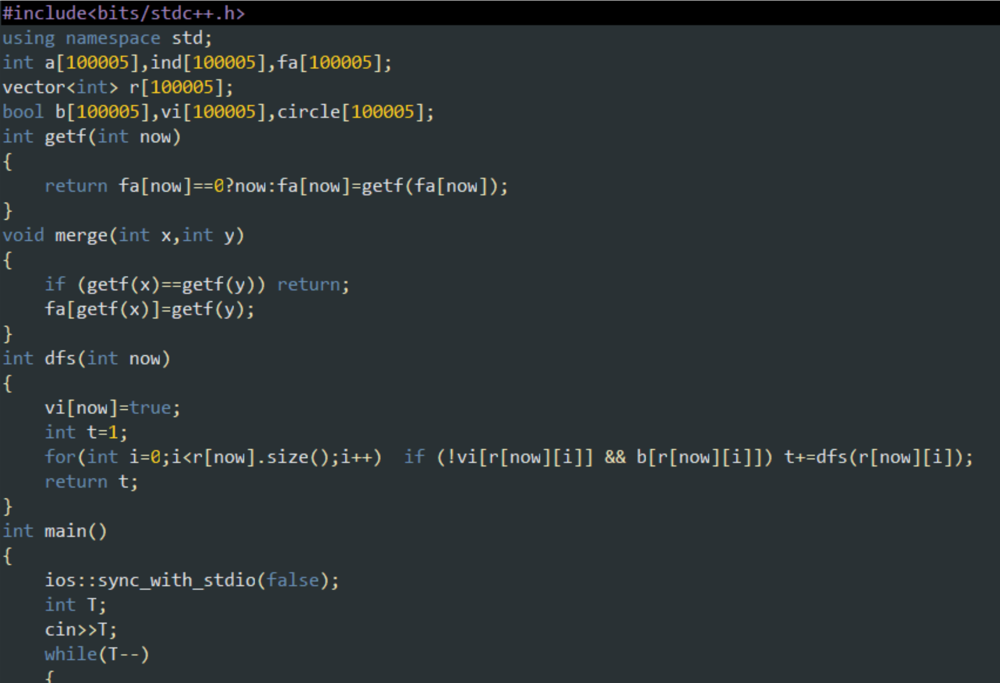 #include<bits/stdc++.h>
using namespace std;
int a[100005],ind[100005],fa[100005];
vector<int> r[100005];
bool b[100005],vi[100005],circle[100005];
int getf(int now)
{
    return fa[now]==0?now:fa[now]=getf(fa[now]);
}
void merge(int x,int y)
{
    if (getf(x)==getf(y)) return;
    fa[getf(x)]=getf(y);
}
int dfs(int now)
{
    vi[now]=true;
    int t=1;
    for(int i=0;i<r[now].size();i++)  if (!vi[r[now][i]] && b[r[now][i]]) t+=dfs(r[now][i]);
    return t;
}
int main()
{
    ios::sync_with_stdio(false);
    int T;
    cin>>T;
    while(T--)
    {